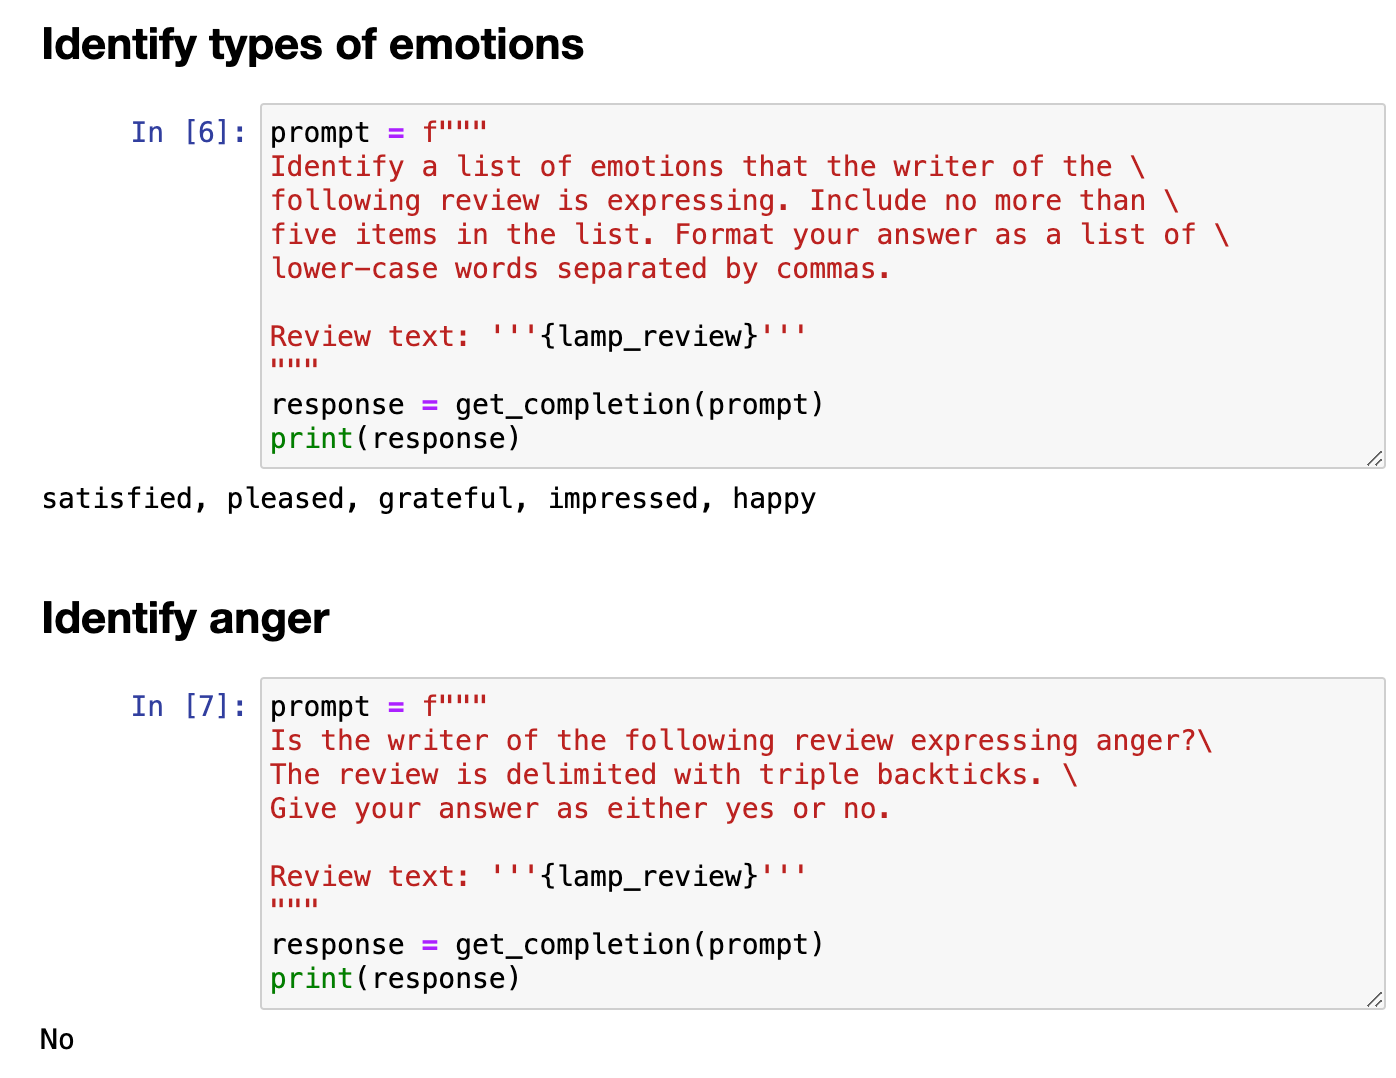 Identify types of emotions
In [6]: prompt = f"""
Identify a list of emotions that the writer of the \
following review is expressing. Include no more than \
five items in the list. Format your answer as a list of \
lower-case words separated by commas.

Review text: '''{lamp_review}'''
"""
response = get_completion(prompt)
print(response)
satisfied, pleased, grateful, impressed, happy
Identify anger
In [7]: prompt = f"""
Is the writer of the following review expressing anger?\
The review is delimited with triple backticks. \
Give your answer as either yes or no.

Review text: '''{lamp_review}'''
"""
response = get_completion(prompt)
print(response)
No